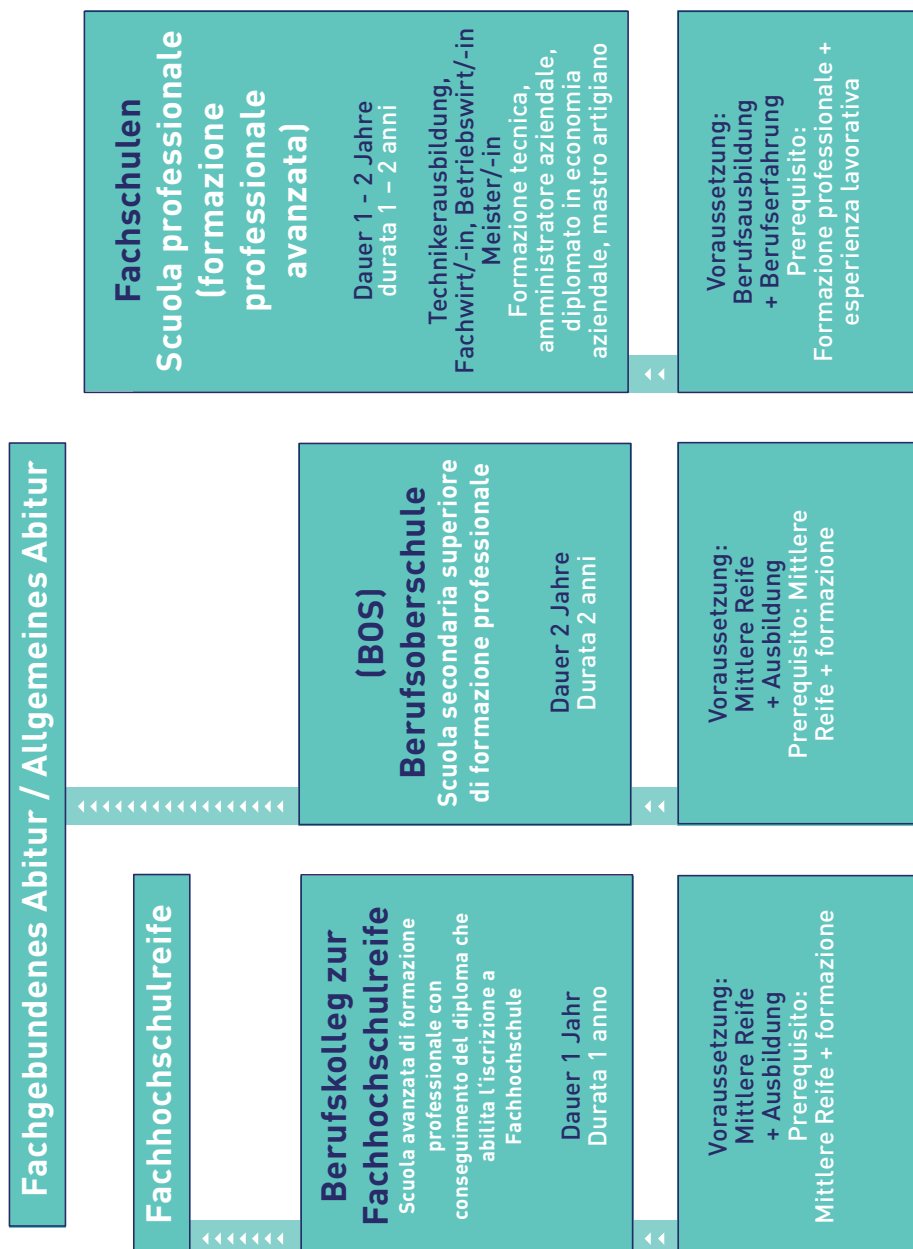 Fachgebundenes Abitur / Allgemeines Abitur
Fachhochschulreife
Berufskolleg zur
Fachhochschulreife
Scuola avanzata di formazione
professionale con
conseguimento del diploma che
abilita l'iscrizione a
Fachhochschule
Dauer 1 Jahr
Durata 1 anno
Voraussetzung:
Mittlere Reife
+ Ausbildung
Prerequisito:
Mittlere Reife + formazione
(BOS)
Berufsoberschule
Scuola secondaria superiore
di formazione professionale
Dauer 2 Jahre
Durata 2 anni
Voraussetzung:
Mittlere Reife
+ Ausbildung
Prerequisito: Mittlere
Reife + formazione
Fachschulen
Scuola professionale
(formazione
professionale
avanzata)
Dauer 1 - 2 Jahre
durata 1 – 2 anni
Technikerausbildung,
Fachwirt/-in, Betriebswirt/-in
Meister/-in
Formazione tecnica,
amministratore aziendale,
diplomato in economia
aziendale, mastro artigiano
Voraussetzung:
Berufsausbildung
+ Berufserfahrung
Prerequisito:
Formazione professionale +
esperienza lavorativa